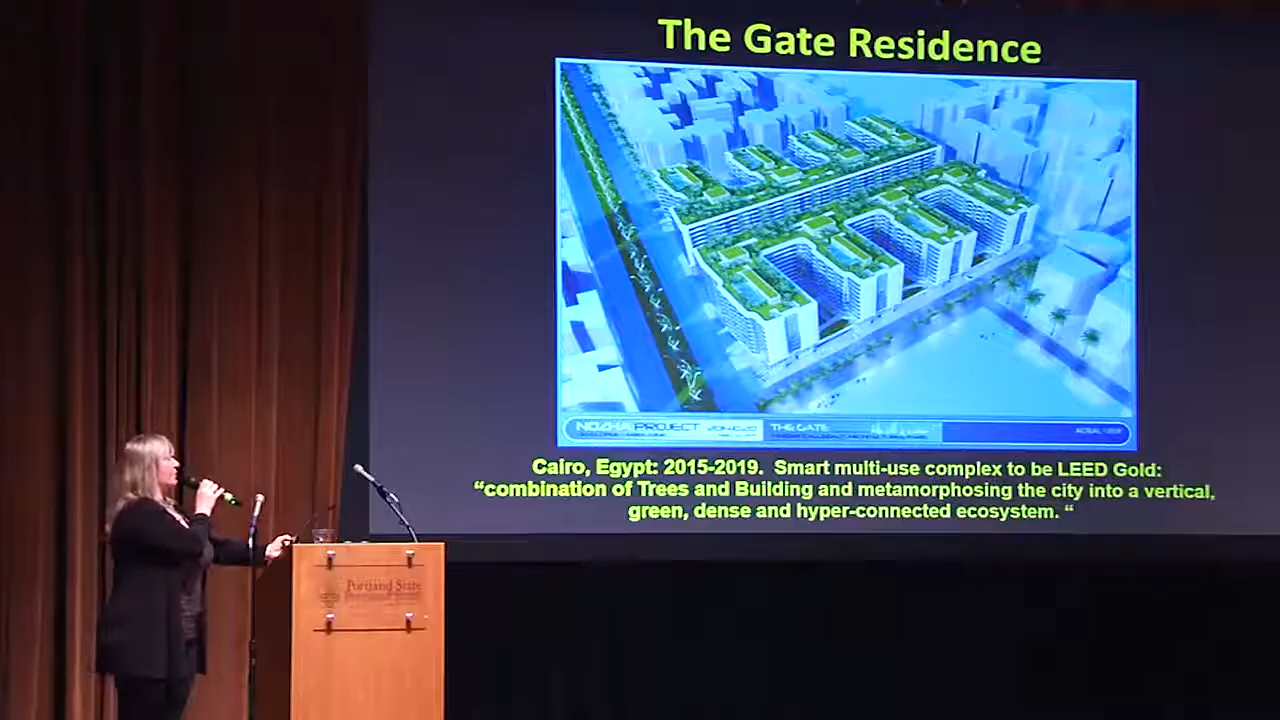 The Gate Residence
NOZHA PROJECT
THE GATE
Cairo, Egypt: 2015-2019.  Smart multi-use complex to be LEED Gold:
“combination of Trees and Building and metamorphosing the city into a vertical,
green, dense and hyper-connected ecosystem. “
Portland State